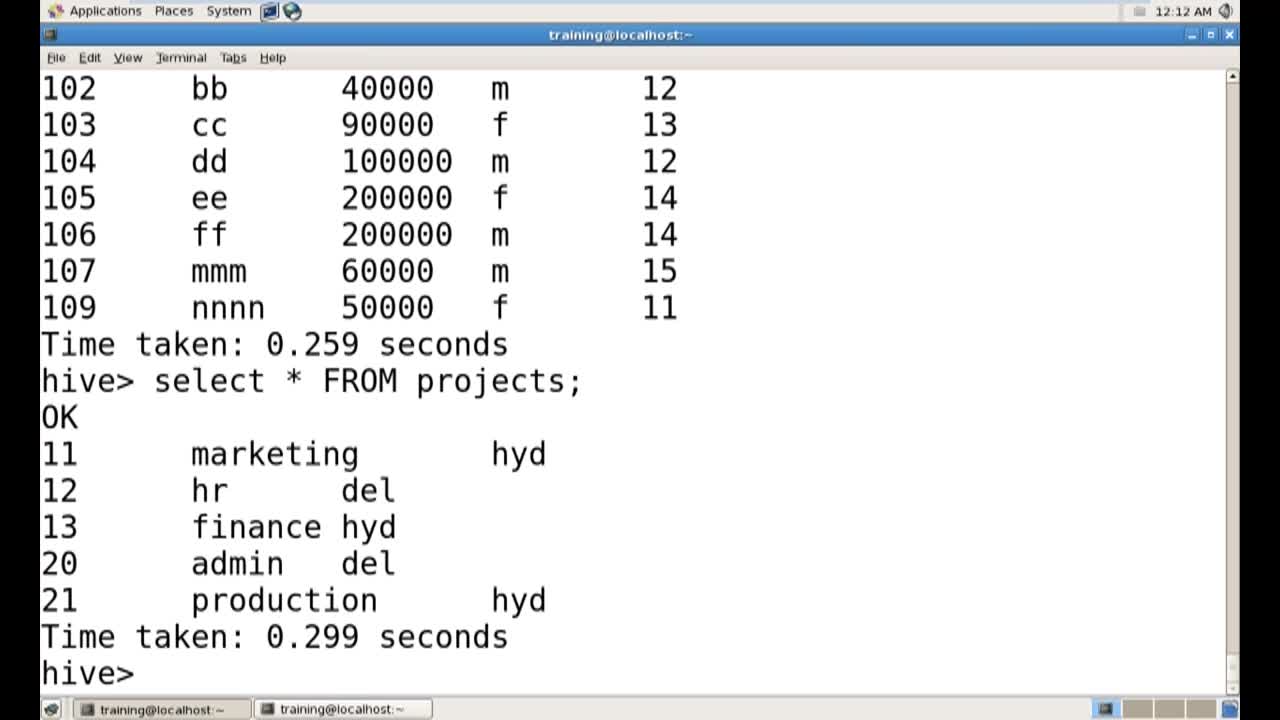 Applications Places System 12:12 AM
training@localhost:~
File Edit View Terminal Tabs Help
102 bb 40000 m 12
103 cc 90000 f 13
104 dd 100000 m 12
105 ee 200000 f 14
106 ff 200000 m 14
107 mmm 60000 m 15
109 nnnn 50000 f 11
Time taken: 0.259 seconds
hive> select * FROM projects;
OK
11 marketing hyd
12 hr del
13 finance hyd
20 admin del
21 production hyd
Time taken: 0.299 seconds
hive>
training@localhost:~ training@localhost:~